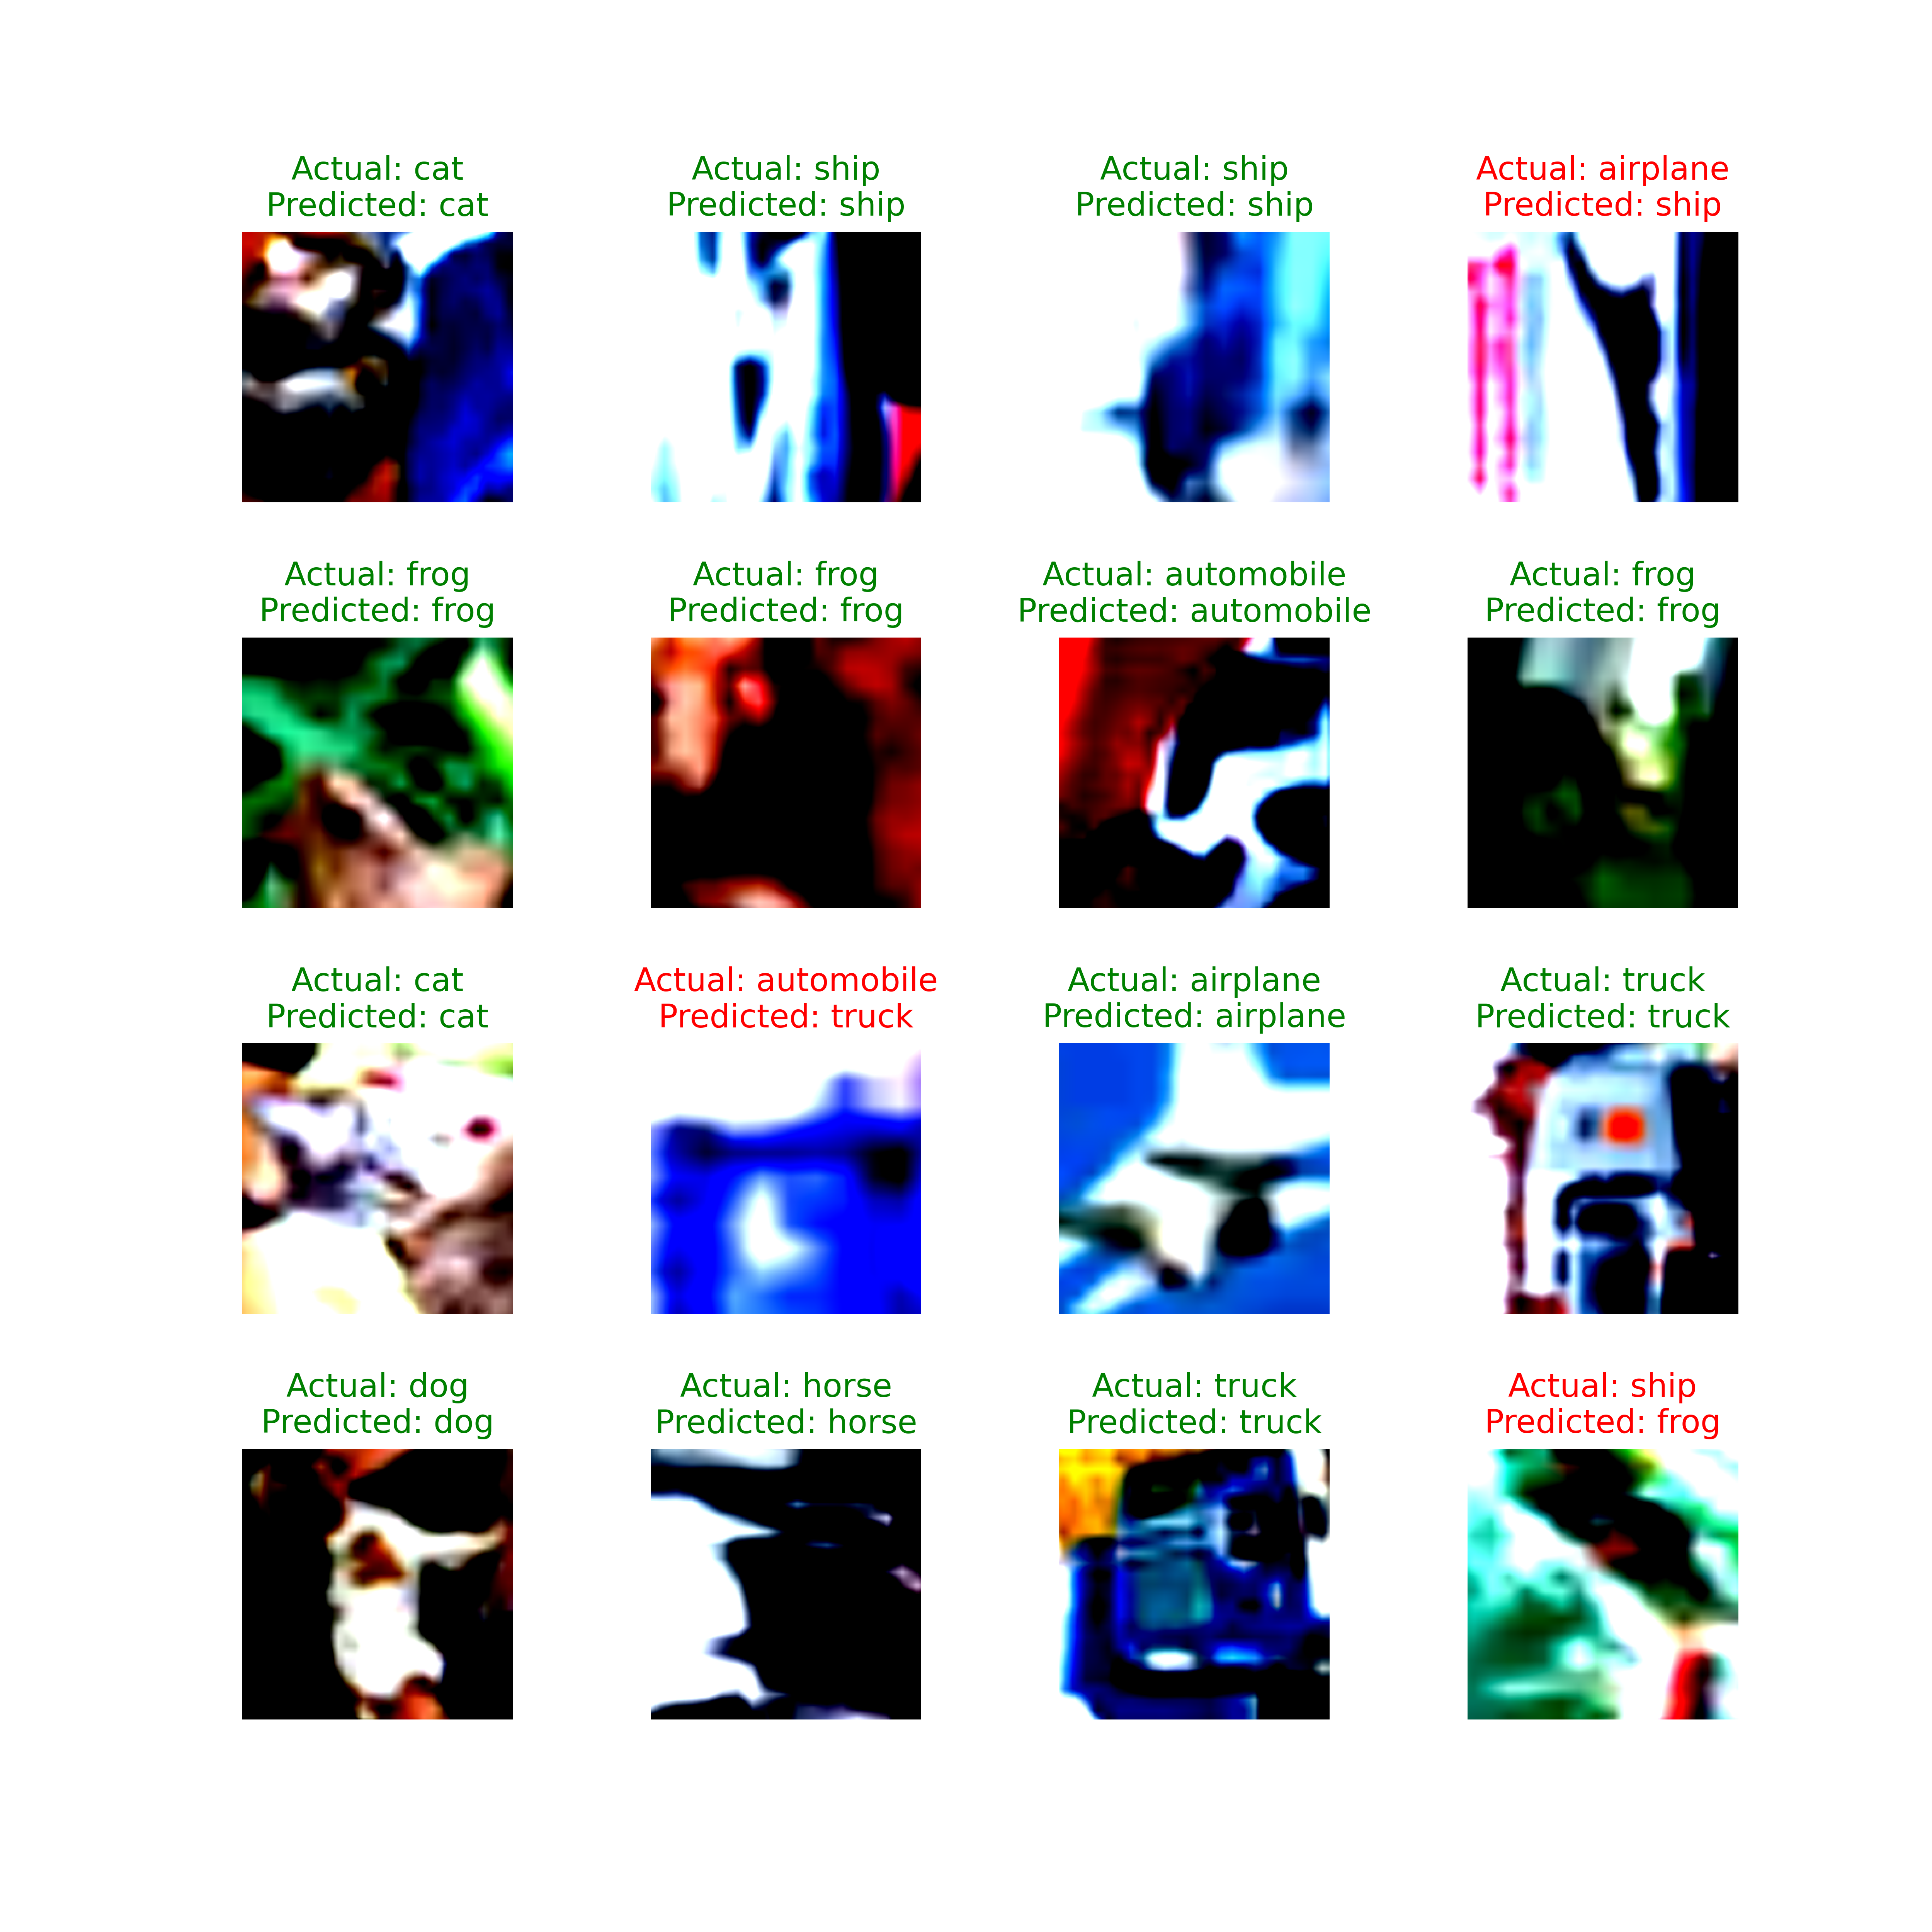 Actual: cat
Predicted: cat
Actual: ship
Predicted: ship
Actual: ship
Predicted: ship
Actual: airplane
Predicted: ship
Actual: frog
Predicted: frog
Actual: frog
Predicted: frog
Actual: automobile
Predicted: automobile
Actual: frog
Predicted: frog
Actual: cat
Predicted: cat
Actual: automobile
Predicted: truck
Actual: airplane
Predicted: airplane
Actual: truck
Predicted: truck
Actual: dog
Predicted: dog
Actual: horse
Predicted: horse
Actual: truck
Predicted: truck
Actual: ship
Predicted: frog